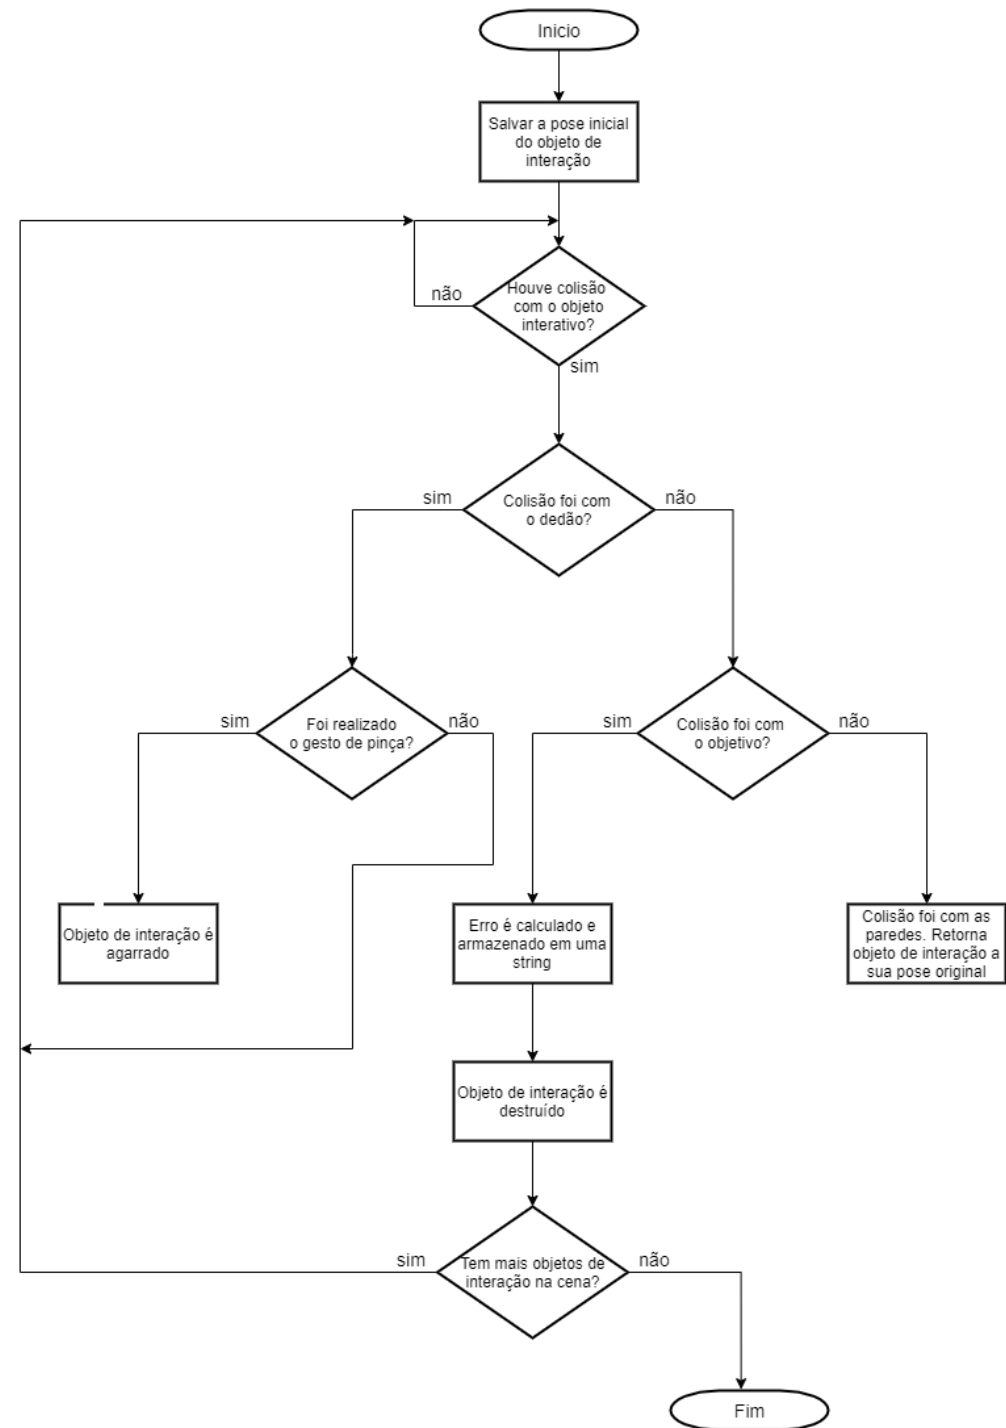 Inicio
Salvar a pose inicial
do objeto de
interação
não
Houve colisão
com o objeto
interativo?
sim
sim
Colisão foi com
o dedão?
não
sim
Foi realizado
o gesto de pinça?
não
sim
Colisão foi com
o objetivo?
não
Objeto de interação é
agarrado
Erro é calculado e
armazenado em uma
string
Colisão foi com as
paredes. Retorna
objeto de interação a
sua pose original
Objeto de interação é
destruído
sim
Tem mais objetos de
interação na cena?
não
Fim